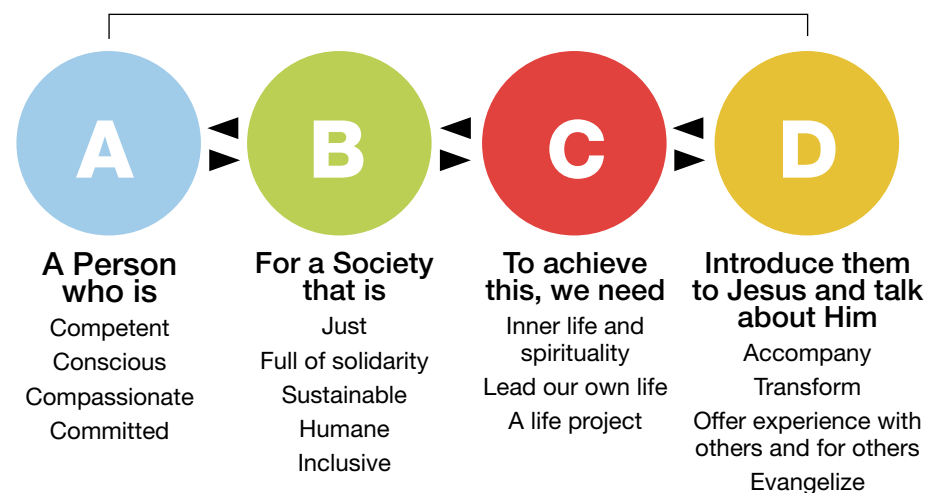 A
B
C
D
A Person
who is
Competent
Conscious
Compassionate
Committed
For a Society
that is
Just
Full of solidarity
Sustainable
Humane
Inclusive
To achieve
this, we need
Inner life and
spirituality
Lead our own life
A life project
Introduce them
to Jesus and talk
about Him
Accompany
Transform
Offer experience with
others and for others
Evangelize